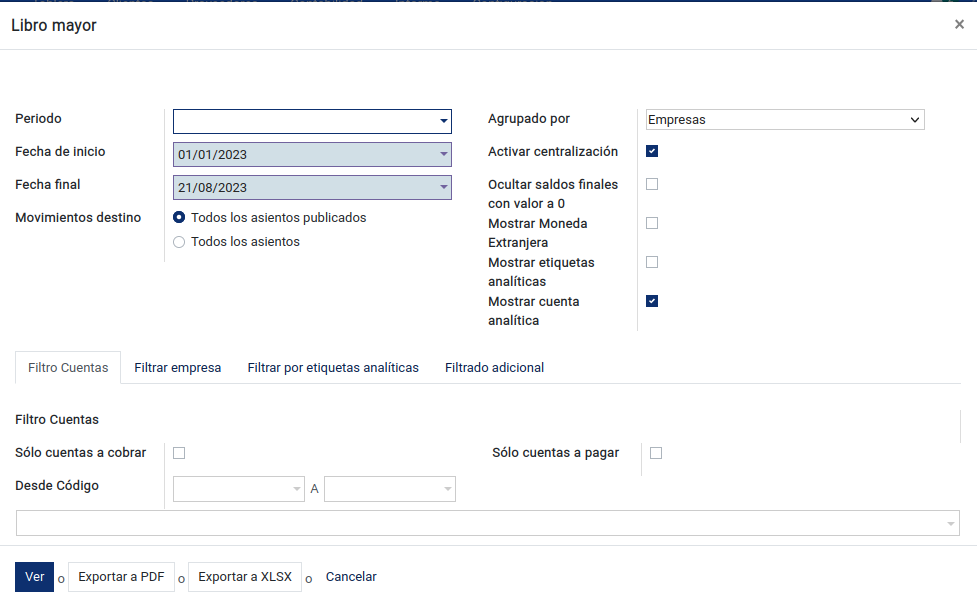 Libro mayor ×
Periodo
Fecha de inicio 01/01/2023
Fecha final 21/08/2023
Movimientos destino Todos los asientos publicados
Todos los asientos
Agrupado por Empresas
Activar centralización
Ocultar saldos finales
con valor a 0
Mostrar Moneda
Extranjera
Mostrar etiquetas
analíticas
Mostrar cuenta
analítica
Filtro Cuentas Filtrar empresa Filtrar por etiquetas analíticas Filtrado adicional
Filtro Cuentas
Sólo cuentas a cobrar Sólo cuentas a pagar
Desde Código A
Ver o Exportar a PDF o Exportar a XLSX o Cancelar